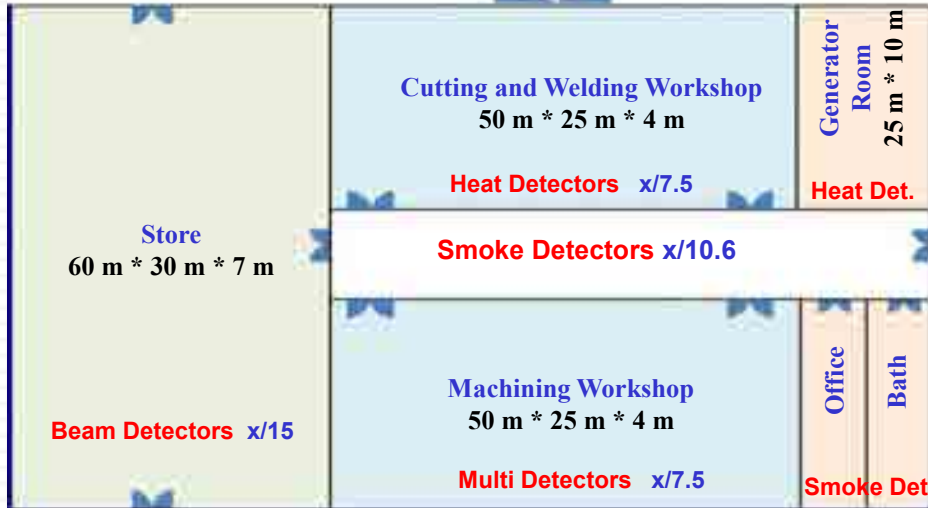 Store
60 m * 30 m * 7 m
Beam Detectors x/15
Cutting and Welding Workshop
50 m * 25 m * 4 m
Heat Detectors x/7.5
Generator
Room
25 m * 10 m
Heat Det.
Smoke Detectors x/10.6
Machining Workshop
50 m * 25 m * 4 m
Multi Detectors x/7.5
Office
Bath
Smoke Det